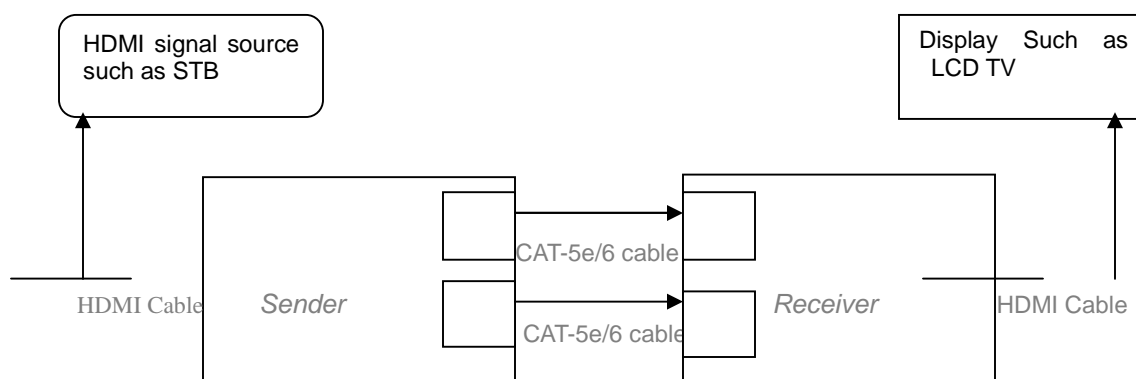 HDMI signal source
such as STB
Display Such as
LCD TV
CAT-5e/6 cable
HDMI Cable
Sender
Receiver
HDMI Cable
CAT-5e/6 cable